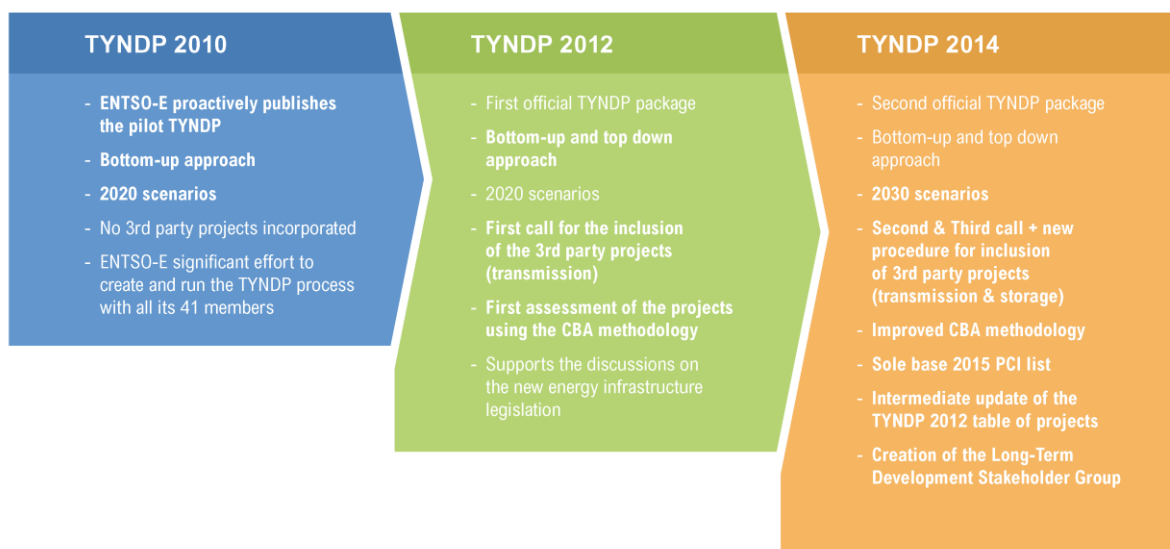 TYNDP 2010
- ENTSO-E proactively publishes
the pilot TYNDP
- Bottom-up approach
- 2020 scenarios
- No 3rd party projects incorporated
- ENTSO-E significant effort to
create and run the TYNDP process
with all its 41 members
TYNDP 2012
- First official TYNDP package
- Bottom-up and top down
approach
- 2020 scenarios
- First call for the inclusion
of the 3rd party projects
(transmission)
- First assessment of the projects
using the CBA methodology
- Supports the discussions on
the new energy infrastructure
legislation
TYNDP 2014
- Second official TYNDP package
- Bottom-up and top down
approach
- 2030 scenarios
- Second & Third call + new
procedure for inclusion
of 3rd party projects
(transmission & storage)
- Improved CBA methodology
- Sole base 2015 PCI list
- Intermediate update of the
TYNDP 2012 table of projects
- Creation of the Long-Term
Development Stakeholder Group